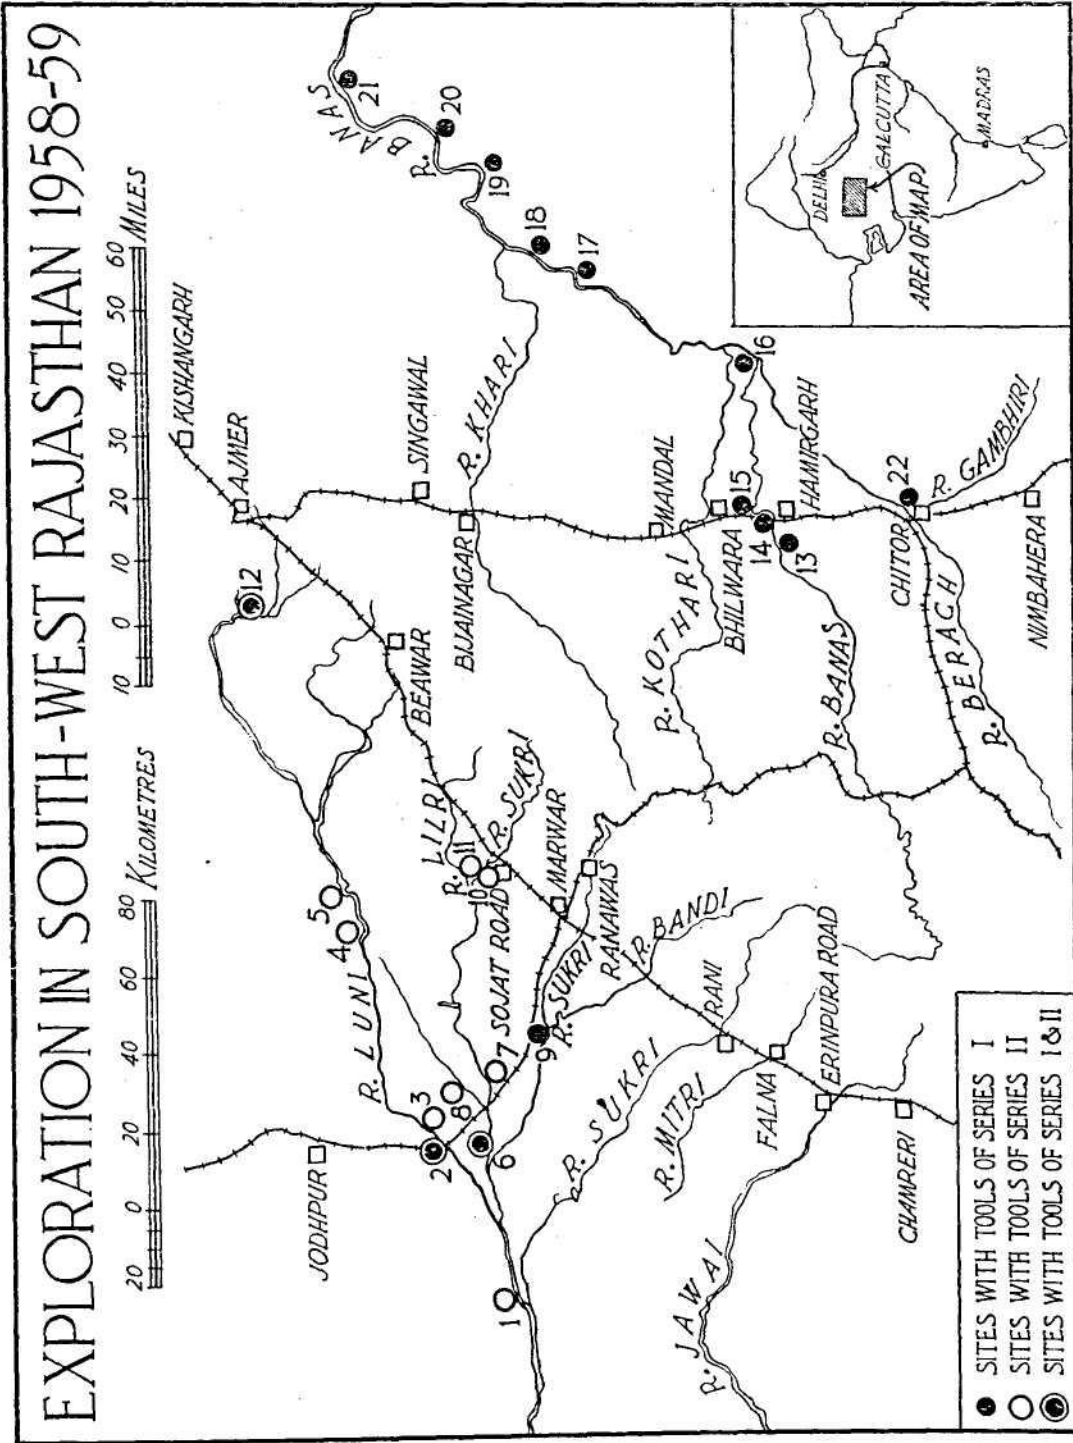 EXPLORATION IN SOUTH-WEST RAJASTHAN 1958-59
20 0 20 40 60 80 KILOMETRES
10 0 10 20 30 40 50 60 MILES
KISHANGARH
AJMER
12
JODHPUR
R. LUNI
4
5
BEAWAR
SINGAWAL
21
R. BANAS
20
2
3
8
R. LILRI
11
10
R. SUKRI
BIJAINAGAR
R. KHARI
19
1
6
7
SOJAT ROAD
MARWAR
18
9
R. SUKRI
RANAWAS
17
R. BANDI
R. SUKRI
R. MITRI
RANI
R. KOTHARI
MANDAL
BHILWARA
15
16
14
13
HAMIRGARH
FALNA
ERINPURA ROAD
R. BANAS
R. JAWAI
CHAMRERI
CHITOR
22
R. GAMBHIRI
R. BERACH
NIMBAHERA
DELHI
CALCUTTA
AREA OF MAP
MADRAS
SITES WITH TOOLS OF SERIES I
SITES WITH TOOLS OF SERIES II
SITES WITH TOOLS OF SERIES I & II